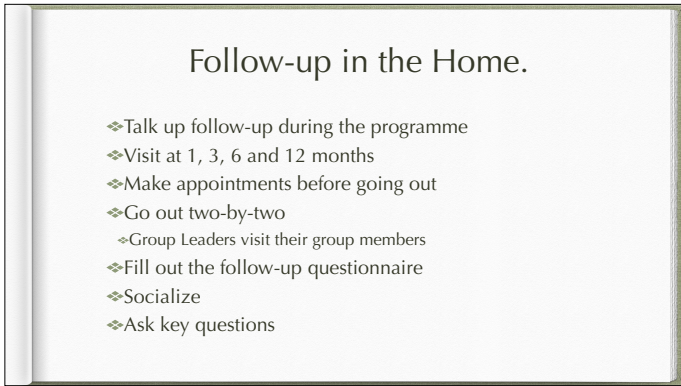 Follow-up in the Home.
Talk up follow-up during the programme
Visit at 1, 3, 6 and 12 months
Make appointments before going out
Go out two-by-two
Group Leaders visit their group members
Fill out the follow-up questionnaire
Socialize
Ask key questions